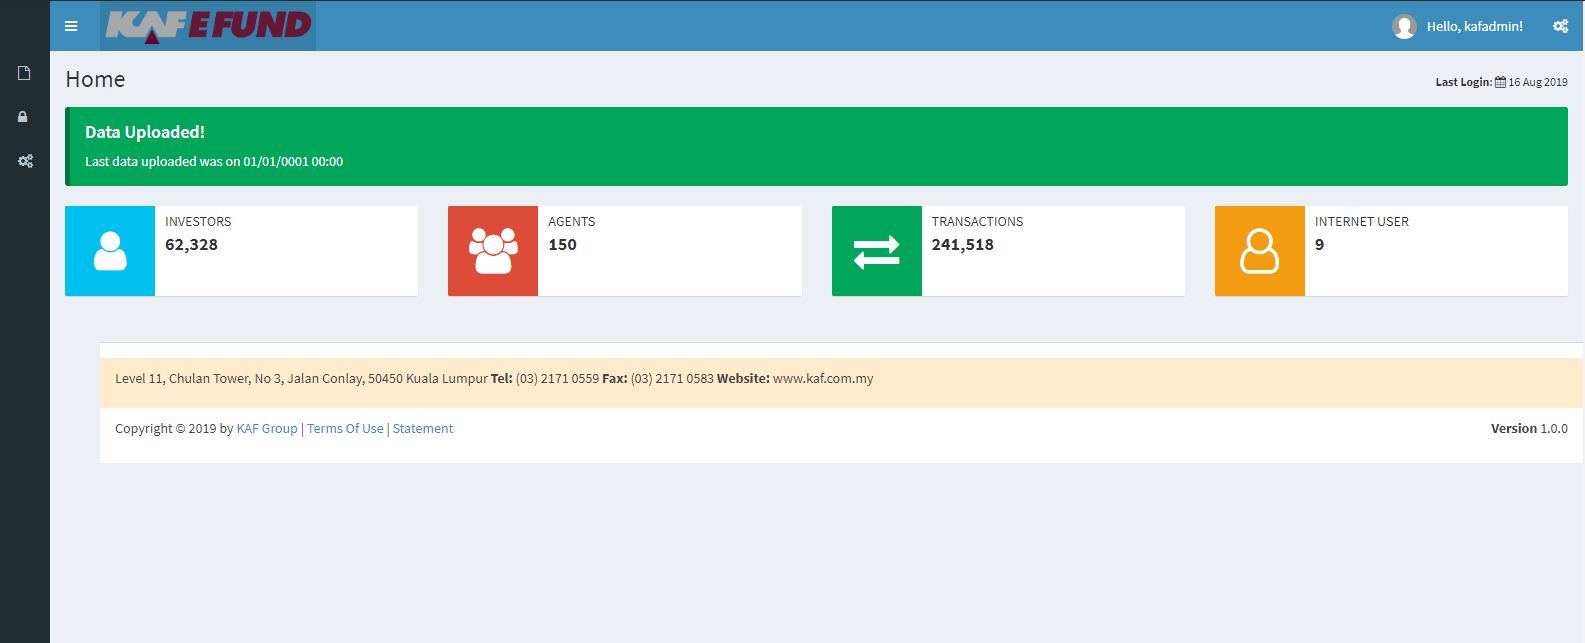 KAF EFUND
Hello, kafadmin!
Home
Last Login: 16 Aug 2019
Data Uploaded!
Last data uploaded was on 01/01/0001 00:00
INVESTORS
62,328
AGENTS
150
TRANSACTIONS
241,518
INTERNET USER
9
Level 11, Chulan Tower, No 3, Jalan Conlay, 50450 Kuala Lumpur Tel: (03) 2171 0559 Fax: (03) 2171 0583 Website: www.kaf.com.my
Copyright © 2019 by KAF Group | Terms Of Use | Statement
Version 1.0.0